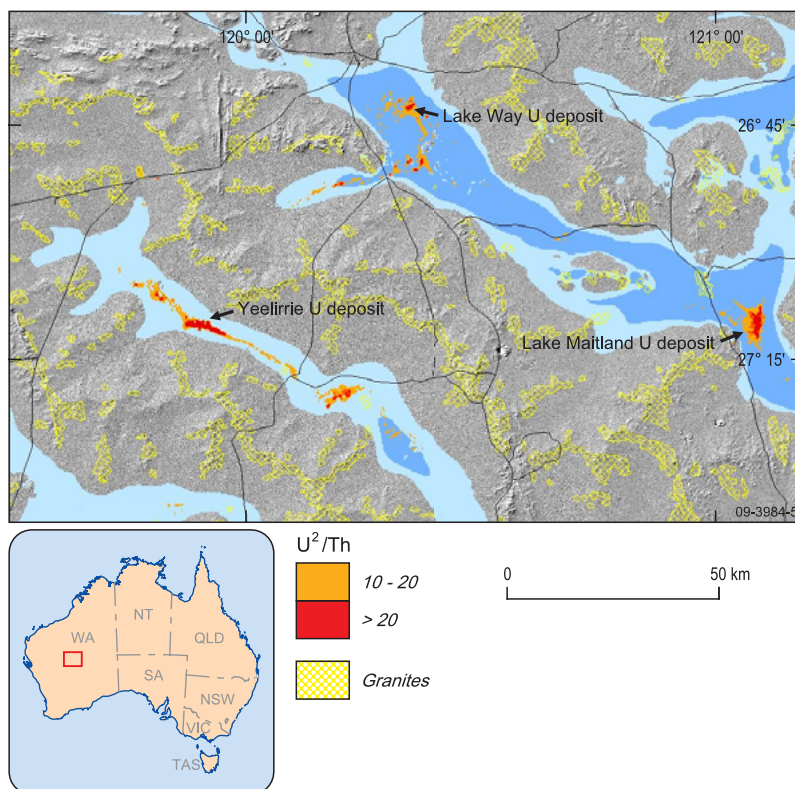 120° 00'
121° 00'
Lake Way U deposit
26° 45'
Yeelirrie U deposit
Lake Maitland U deposit
27° 15'
09-3984-5
U²/Th
10 - 20
> 20
Granites
0
50 km
WA
NT
QLD
SA
NSW
VIC
TAS